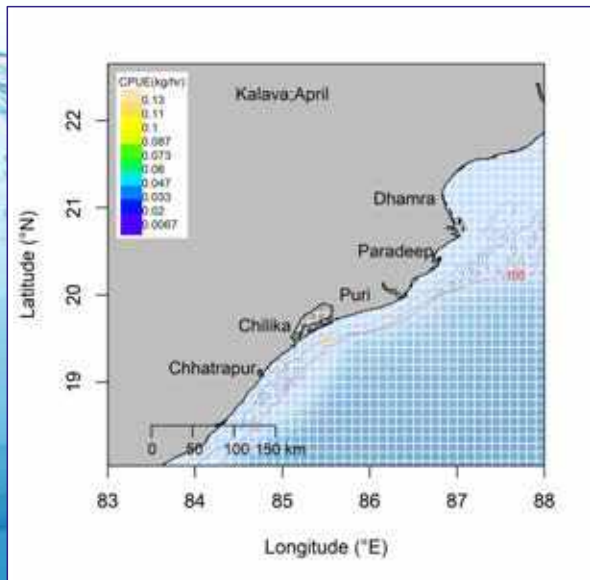 CPUE(kg/hr)
0.13
0.11
0.1
0.087
0.073
0.06
0.047
0.033
0.02
0.0067
Kalava;April
Dhamra
Paradeep
Puri
Chilika
Chhatrapur
100
0 50 100 150 km
22
21
20
19
Latitude (°N)
83 84 85 86 87 88
Longitude (°E)